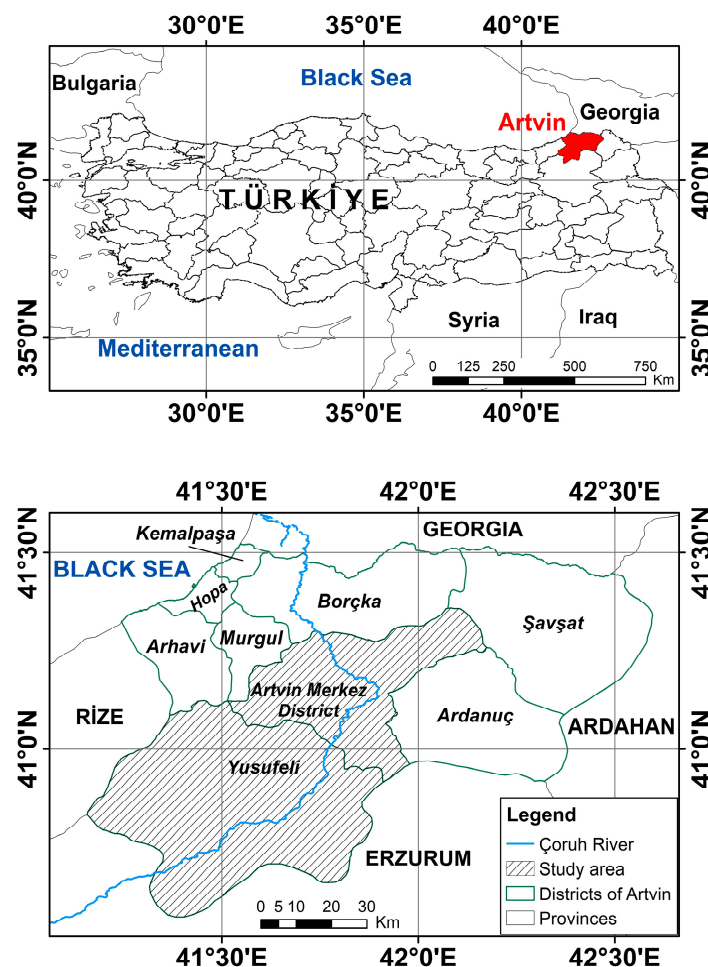 30°0'E 35°0'E 40°0'E
Bulgaria
Black Sea
Georgia
Artvin
40°0'N
40°0'N
TÜRKİYE
Syria
Iraq
35°0'N
35°0'N
Mediterranean
0 125 250 500 750
Km
30°0'E 35°0'E 40°0'E
41°30'E 42°0'E 42°30'E
Kemalpaşa
GEORGIA
41°30'N
41°30'N
BLACK SEA
Hopa
Borçka
Şavşat
Arhavi
Murgul
Artvin Merkez
District
RİZE
Ardanuç
ARDAHAN
41°0'N
41°0'N
Yusufeli
ERZURUM
Legend
Çoruh River
Study area
Districts of Artvin
Provinces
0 5 10 20 30
Km
41°30'E 42°0'E 42°30'E